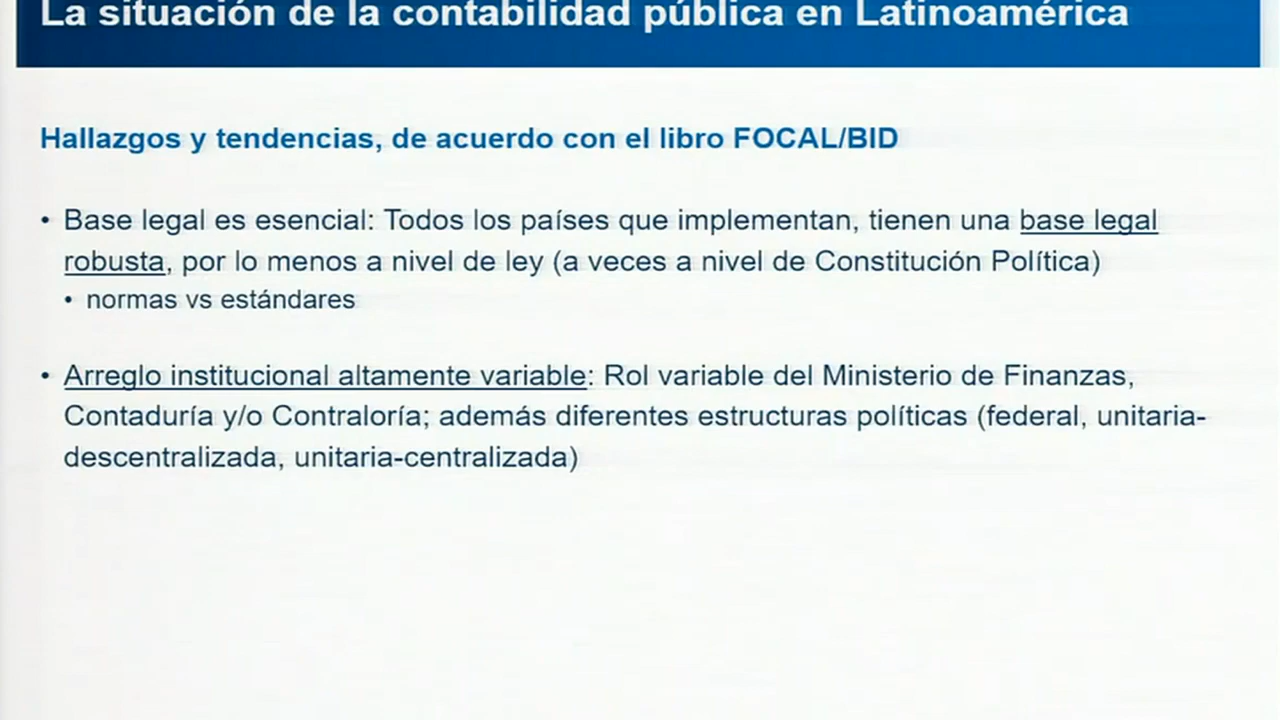 La situación de la contabilidad pública en Latinoamérica
Hallazgos y tendencias, de acuerdo con el libro FOCAL/BID
• Base legal es esencial: Todos los países que implementan, tienen una base legal
robusta, por lo menos a nivel de ley (a veces a nivel de Constitución Política)
• normas vs estándares
• Arreglo institucional altamente variable: Rol variable del Ministerio de Finanzas,
Contaduría y/o Contraloría; además diferentes estructuras políticas (federal, unitaria-
descentralizada, unitaria-centralizada)